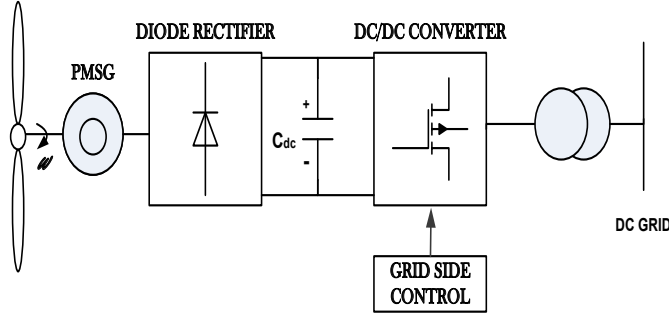 DIODE RECTIFIER
DC/DC CONVERTER
PMSG
ω
+
Cdc
-
DC GRID
GRID SIDE
CONTROL